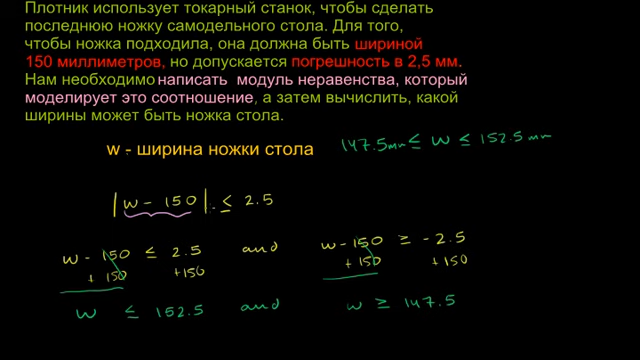 Плотник использует токарный станок, чтобы сделать
последнюю ножку самодельного стола. Для того,
чтобы ножка подходила, она должна быть шириной
150 миллиметров, но допускается погрешность в 2,5 мм.
Нам необходимо написать модуль неравенства, который
моделирует это соотношение, а затем вычислить, какой
ширины может быть ножка стола.
w - ширина ножки стола
147.5mm ≤ w ≤ 152.5 mm
|w - 150| ≤ 2.5
w - 150 ≤ 2.5 and w - 150 ≥ -2.5
+ 150 +150 + 150 +150
w ≤ 152.5 and w ≥ 147.5